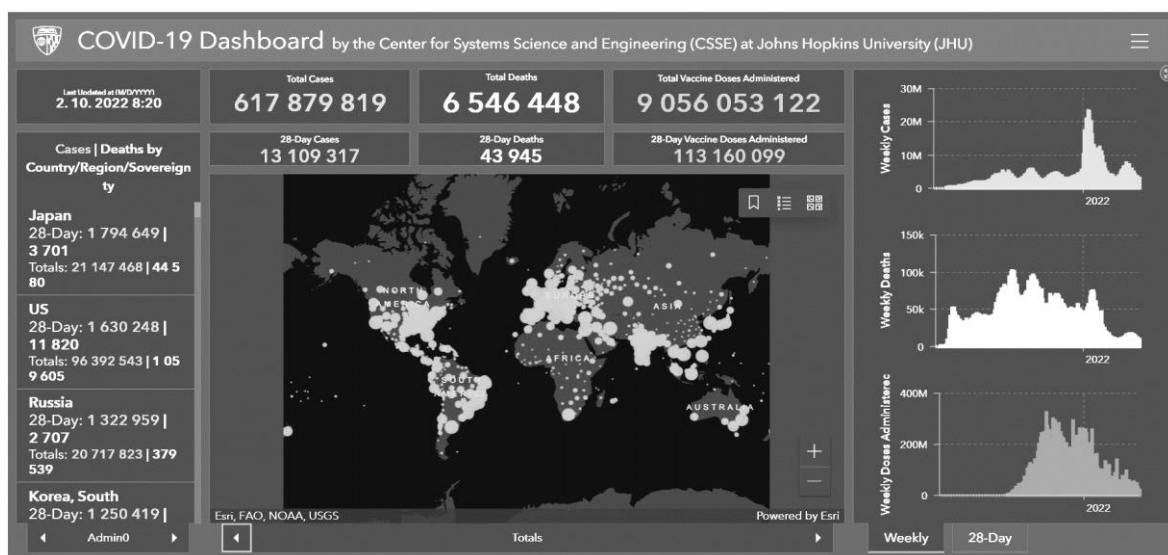 COVID-19 Dashboard by the Center for Systems Science and Engineering (CSSE) at Johns Hopkins University (JHU)
Last Updated at (M/D/YYYY)
2. 10. 2022 8:20
Cases | Deaths by
Country/Region/Sovereign
ty
Japan
28-Day: 1 794 649 |
3 701
Totals: 21 147 468 | 44 5
80
US
28-Day: 1 630 248 |
11 820
Totals: 96 392 543 | 1 05
9 605
Russia
28-Day: 1 322 959 |
2 707
Totals: 20 717 823 | 379
539
Korea, South
28-Day: 1 250 419 |
Admin0
Total Cases
617 879 819
Total Deaths
6 546 448
Total Vaccine Doses Administered
9 056 053 122
28-Day Cases
13 109 317
28-Day Deaths
43 945
28-Day Vaccine Doses Administered
113 160 099
NORTH
AMERICA
EUROPE
ASIA
AFRICA
SOUTH
AMERICA
AUSTRALIA
+
−
Esri, FAO, NOAA, USGS
Powered by Esri
Totals
Weekly Cases
30M
20M
10M
0
2022
Weekly Deaths
150k
100k
50k
0
2022
Weekly Doses Administerec
400M
200M
0
2022
Weekly
28-Day